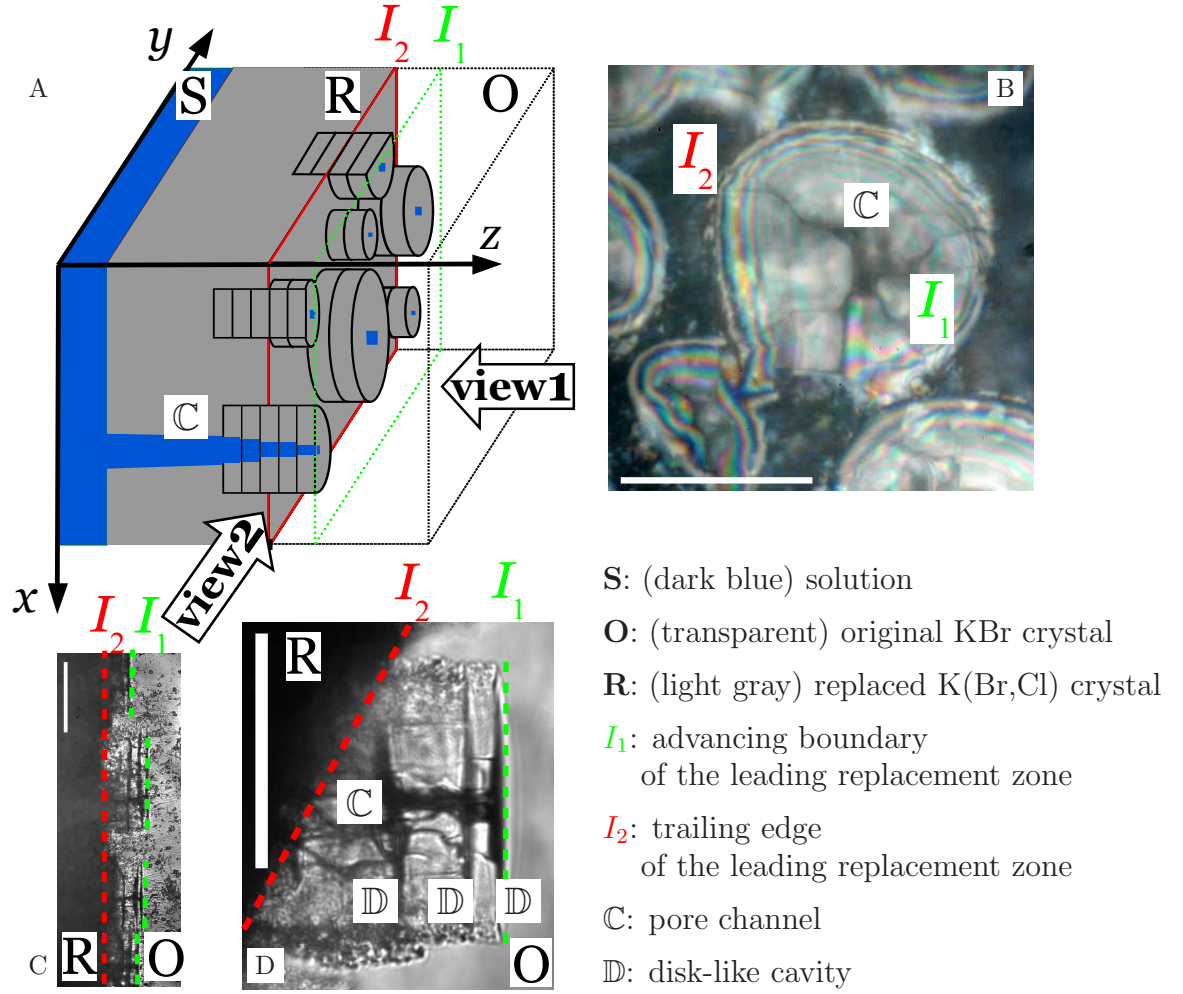 A
y
S
R
I₂
I₁
O
z
view1
ℂ
view2
x
B
I₂
ℂ
I₁
I₂
I₁
R
O
C
I₂
I₁
R
ℂ
𝔻
𝔻
𝔻
D
O
S: (dark blue) solution
O: (transparent) original KBr crystal
R: (light gray) replaced K(Br,Cl) crystal
I₁: advancing boundary
of the leading replacement zone
I₂: trailing edge
of the leading replacement zone
ℂ: pore channel
𝔻: disk-like cavity